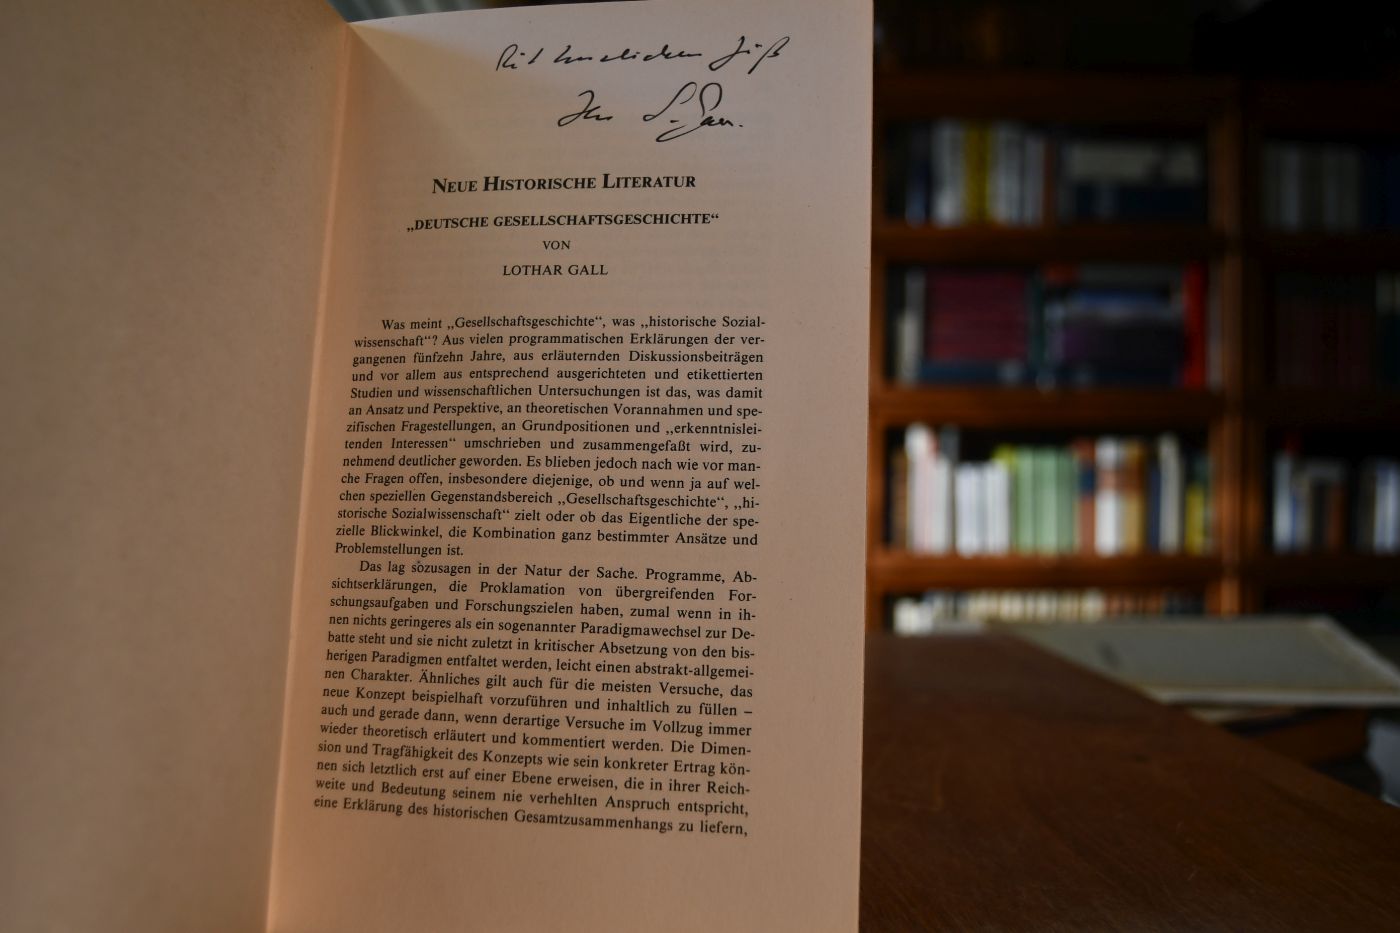 Mit herzlichem Gruß
Ihr L. Gall.
NEUE HISTORISCHE LITERATUR
„DEUTSCHE GESELLSCHAFTSGESCHICHTE“
VON
LOTHAR GALL
Was meint „Gesellschaftsgeschichte“, was „historische Sozial-
wissenschaft“? Aus vielen programmatischen Erklärungen der ver-
gangenen fünfzehn Jahre, aus erläuternden Diskussionsbeiträgen
und vor allem aus entsprechend ausgerichteten und etikettierten
Studien und wissenschaftlichen Untersuchungen ist das, was damit
an Ansatz und Perspektive, an theoretischen Vorannahmen und spe-
zifischen Fragestellungen, an Grundpositionen und „erkenntnislei-
tenden Interessen“ umschrieben und zusammengefaßt wird, zu-
nehmend deutlicher geworden. Es blieben jedoch nach wie vor man-
che Fragen offen, insbesondere diejenige, ob und wenn ja auf wel-
chen speziellen Gegenstandsbereich „Gesellschaftsgeschichte“, „hi-
storische Sozialwissenschaft“ zielt oder ob das Eigentliche der spe-
zielle Blickwinkel, die Kombination ganz bestimmter Ansätze und
Problemstellungen ist.
Das lag sozusagen in der Natur der Sache. Programme, Ab-
sichtserklärungen, die Proklamation von übergreifenden For-
schungsaufgaben und Forschungszielen haben, zumal wenn in ih-
nen nichts geringeres als ein sogenannter Paradigmawechsel zur De-
batte steht und sie nicht zuletzt in kritischer Absetzung von den bis-
herigen Paradigmen entfaltet werden, leicht einen abstrakt-allgemei-
nen Charakter. Ähnliches gilt auch für die meisten Versuche, das
neue Konzept beispielhaft vorzuführen und inhaltlich zu füllen –
auch und gerade dann, wenn derartige Versuche im Vollzug immer
wieder theoretisch erläutert und kommentiert werden. Die Dimen-
sion und Tragfähigkeit des Konzepts wie sein konkreter Ertrag kön-
nen sich letztlich erst auf einer Ebene erweisen, die in ihrer Reich-
weite und Bedeutung seinem nie verhehlten Anspruch entspricht,
eine Erklärung des historischen Gesamtzusammenhangs zu liefern,